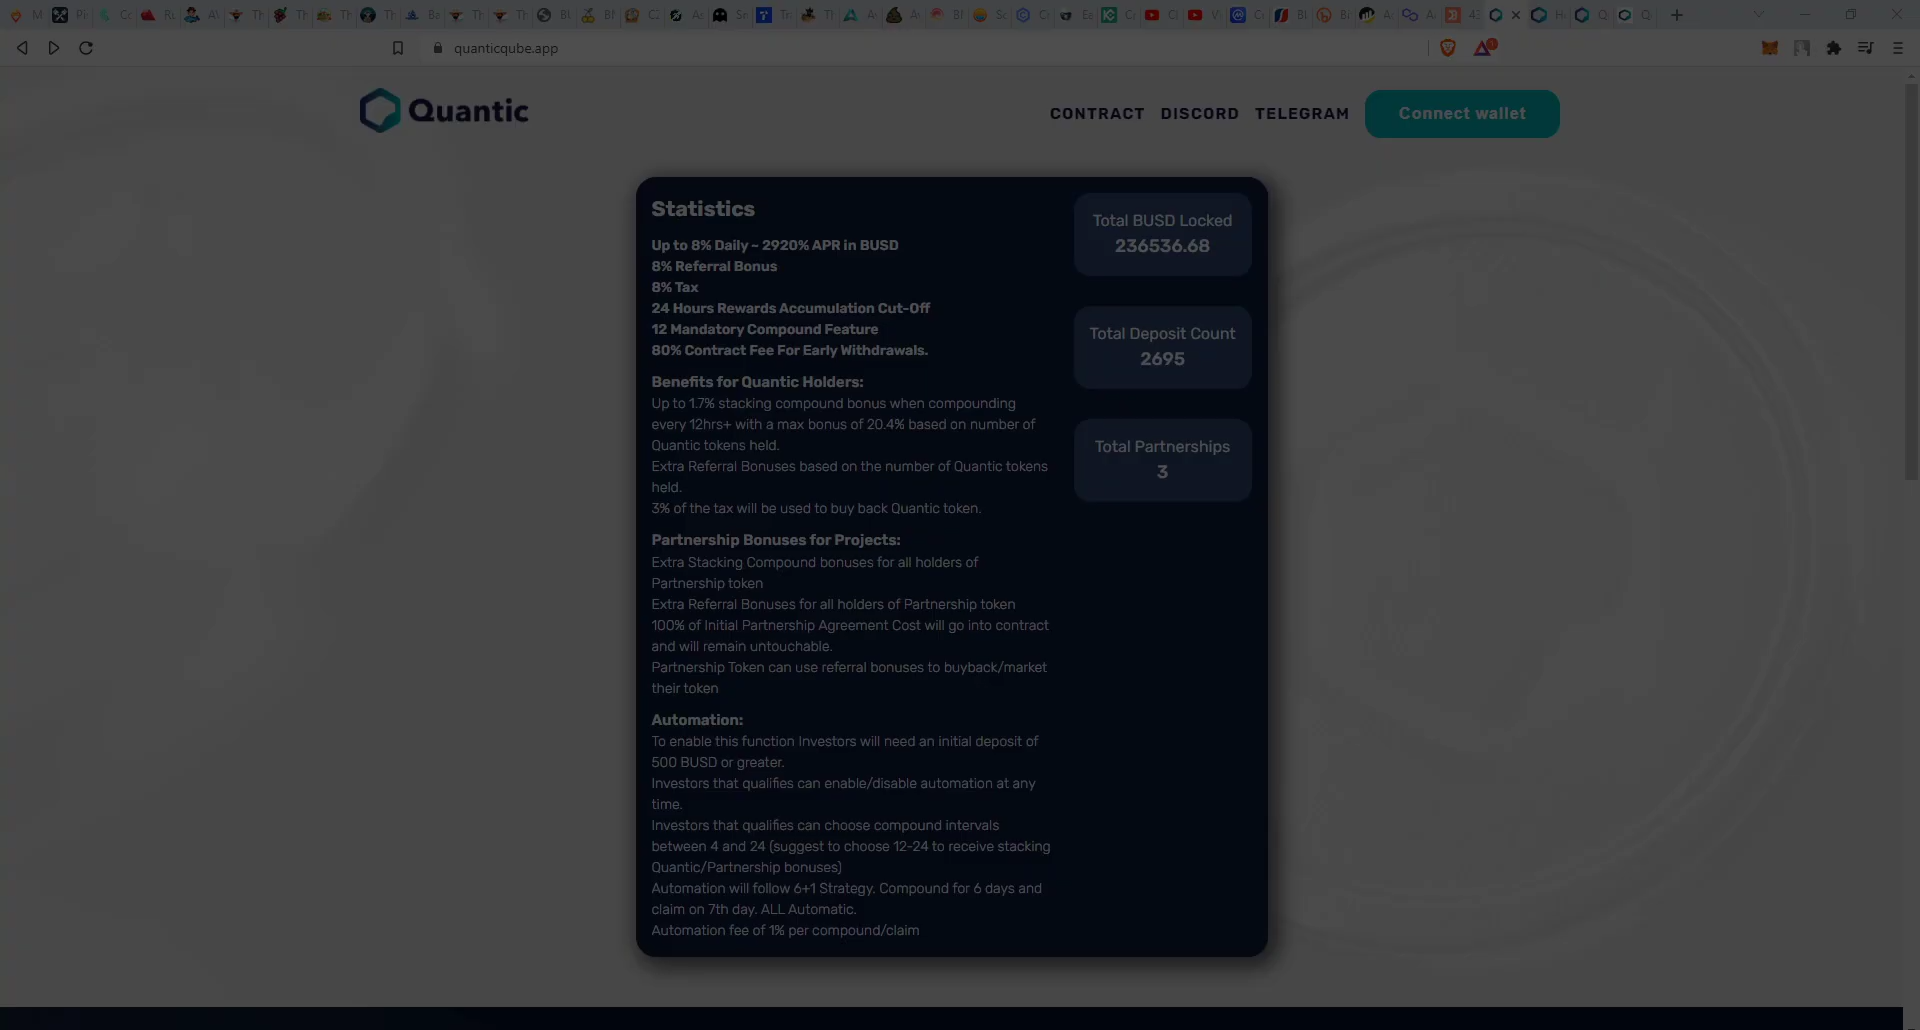 quanticqube.app
Quantic
CONTRACT DISCORD TELEGRAM Connect wallet
Statistics
Up to 8% Daily ~ 2920% APR in BUSD
8% Referral Bonus
8% Tax
24 Hours Rewards Accumulation Cut-Off
12 Mandatory Compound Feature
80% Contract Fee For Early Withdrawals.
Benefits for Quantic Holders:
Up to 1.7% stacking compound bonus when compounding
every 12hrs+ with a max bonus of 20.4% based on number of
Quantic tokens held.
Extra Referral Bonuses based on the number of Quantic tokens
held.
3% of the tax will be used to buy back Quantic token.
Partnership Bonuses for Projects:
Extra Stacking Compound bonuses for all holders of
Partnership token
Extra Referral Bonuses for all holders of Partnership token
100% of Initial Partnership Agreement Cost will go into contract
and will remain untouchable.
Partnership Token can use referral bonuses to buyback/market
their token
Automation:
To enable this function Investors will need an initial deposit of
500 BUSD or greater.
Investors that qualifies can enable/disable automation at any
time.
Investors that qualifies can choose compound intervals
between 4 and 24 (suggest to choose 12-24 to receive stacking
Quantic/Partnership bonuses)
Automation will follow 6+1 Strategy. Compound for 6 days and
claim on 7th day. ALL Automatic.
Automation fee of 1% per compound/claim
Total BUSD Locked
236536.68
Total Deposit Count
2695
Total Partnerships
3